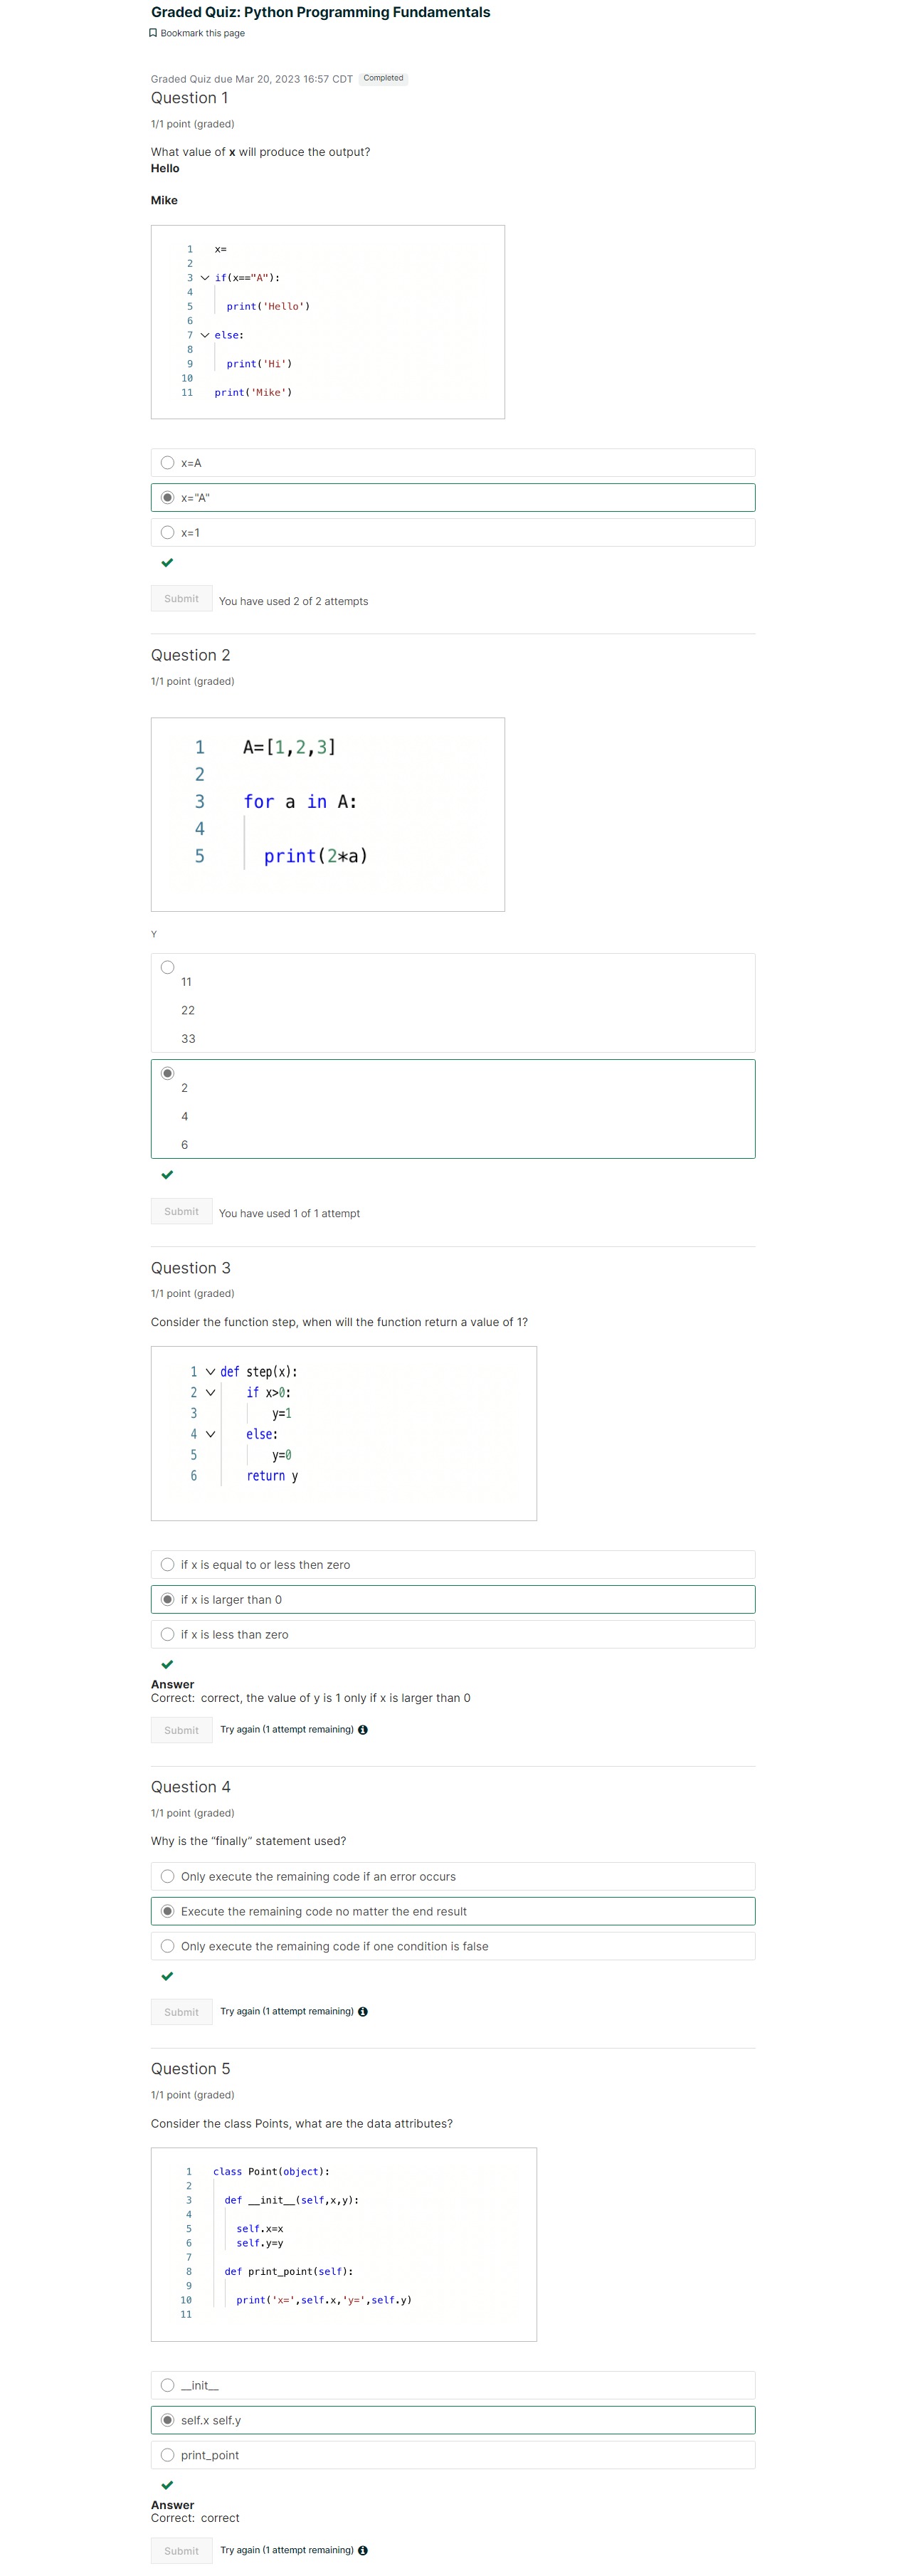 Graded Quiz: Python Programming Fundamentals
Bookmark this page
Graded Quiz due Mar 20, 2023 16:57 CDT Completed
Question 1
1/1 point (graded)
What value of x will produce the output?
Hello
Mike
1 x=
2
3 if(x=="A"):
4
5 print('Hello')
6
7 else:
8
9 print('Hi')
10
11 print('Mike')
x=A
x="A"
x=1
Submit You have used 2 of 2 attempts
Question 2
1/1 point (graded)
1 A=[1,2,3]
2
3 for a in A:
4
5 print(2*a)
Y
11
22
33
2
4
6
Submit You have used 1 of 1 attempt
Question 3
1/1 point (graded)
Consider the function step, when will the function return a value of 1?
1 def step(x):
2 if x>0:
3 y=1
4 else:
5 y=0
6 return y
if x is equal to or less then zero
if x is larger than 0
if x is less than zero
Answer
Correct: correct, the value of y is 1 only if x is larger than 0
Submit Try again (1 attempt remaining)
Question 4
1/1 point (graded)
Why is the “finally” statement used?
Only execute the remaining code if an error occurs
Execute the remaining code no matter the end result
Only execute the remaining code if one condition is false
Submit Try again (1 attempt remaining)
Question 5
1/1 point (graded)
Consider the class Points, what are the data attributes?
1 class Point(object):
2
3 def __init__(self,x,y):
4
5 self.x=x
6 self.y=y
7
8 def print_point(self):
9
10 print('x=',self.x,'y=',self.y)
11
__init__
self.x self.y
print_point
Answer
Correct: correct
Submit Try again (1 attempt remaining)